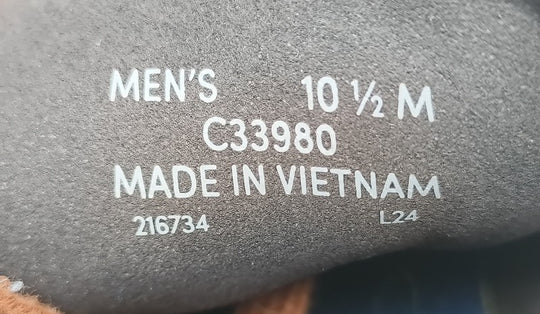 MEN'S 10 ½ M
C33980
MADE IN VIETNAM
216734 L24